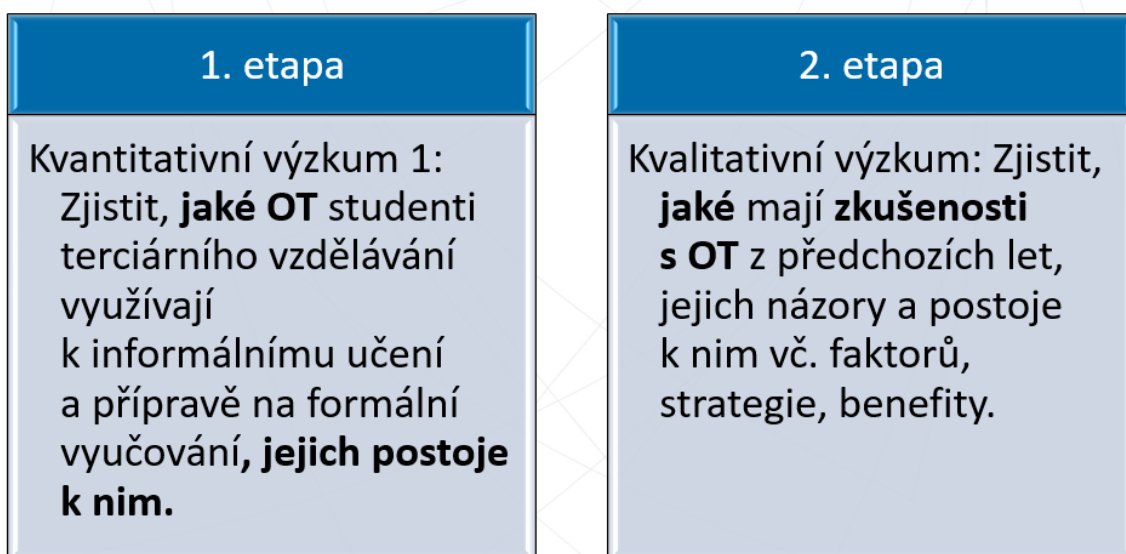 1. etapa
Kvantitativní výzkum 1:
Zjistit, jaké OT studenti
terciárního vzdělávání
využívají
k informálnímu učení
a přípravě na formální
vyučování, jejich postoje
k nim.
2. etapa
Kvalitativní výzkum: Zjistit,
jaké mají zkušenosti
s OT z předchozích let,
jejich názory a postoje
k nim vč. faktorů,
strategie, benefity.